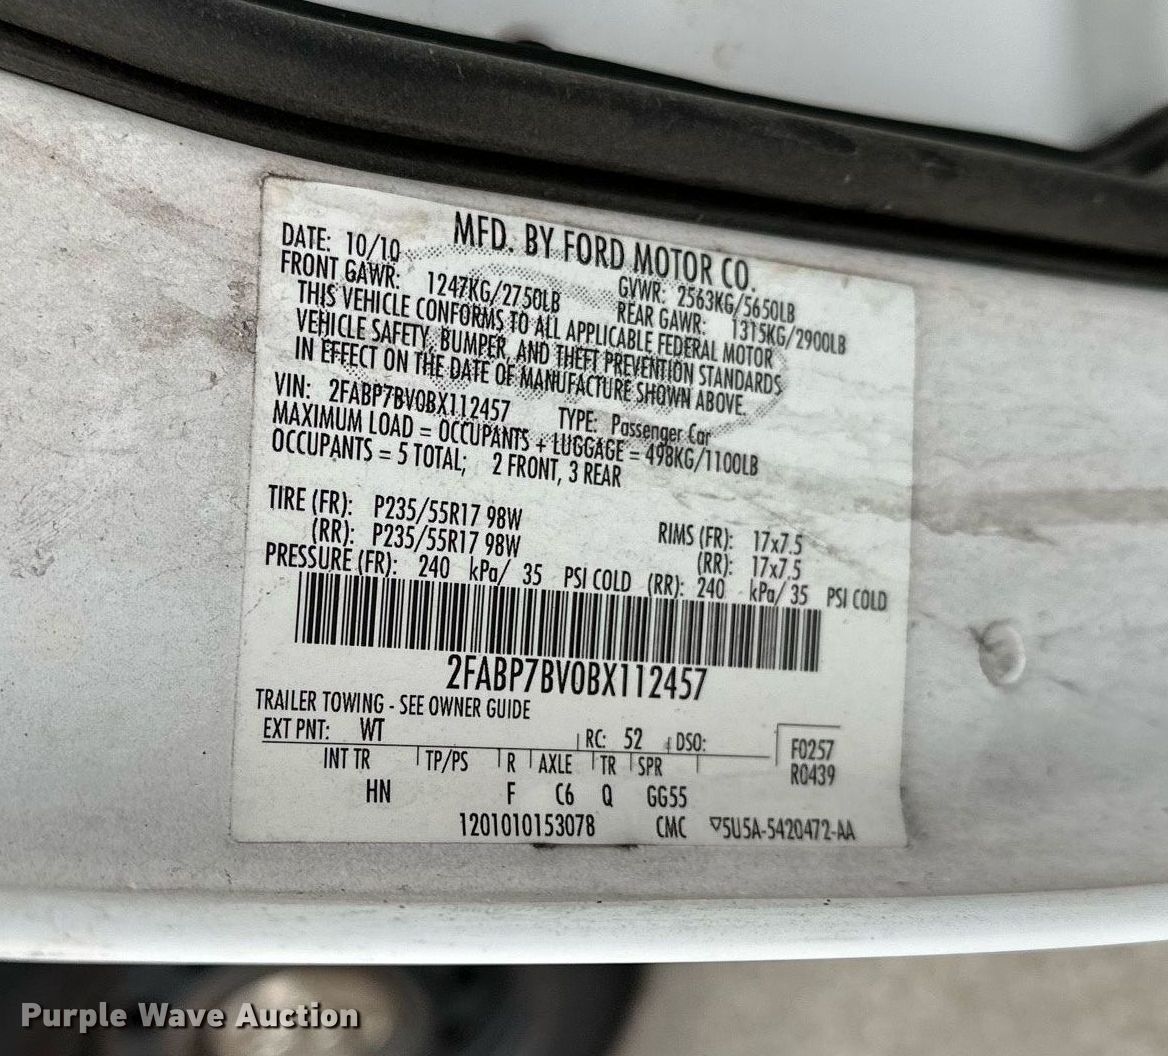 MFD. BY FORD MOTOR CO.
DATE: 10/10 GVWR: 2563KG/5650LB
FRONT GAWR: 1247KG/2750LB REAR GAWR: 1315KG/2900LB
THIS VEHICLE CONFORMS TO ALL APPLICABLE FEDERAL MOTOR
VEHICLE SAFETY, BUMPER, AND THEFT PREVENTION STANDARDS
IN EFFECT ON THE DATE OF MANUFACTURE SHOWN ABOVE.
VIN: 2FABP7BV0BX112457 TYPE: Passenger Car
MAXIMUM LOAD = OCCUPANTS + LUGGAGE = 498KG/1100LB
OCCUPANTS = 5 TOTAL; 2 FRONT, 3 REAR
TIRE (FR): P235/55R17 98W RIMS (FR): 17x7.5
(RR): P235/55R17 98W (RR): 17x7.5
PRESSURE (FR): 240 kPa/ 35 PSI COLD (RR): 240 kPa/ 35 PSI COLD
2FABP7BV0BX112457
TRAILER TOWING - SEE OWNER GUIDE
EXT PNT: WT RC: 52 DSO: F0257
INT TR TP/PS R AXLE TR SPR R0439
HN F C6 Q GG55
1201010153078 CMC ▽5U5A-5420472-AA
Purple Wave Auction